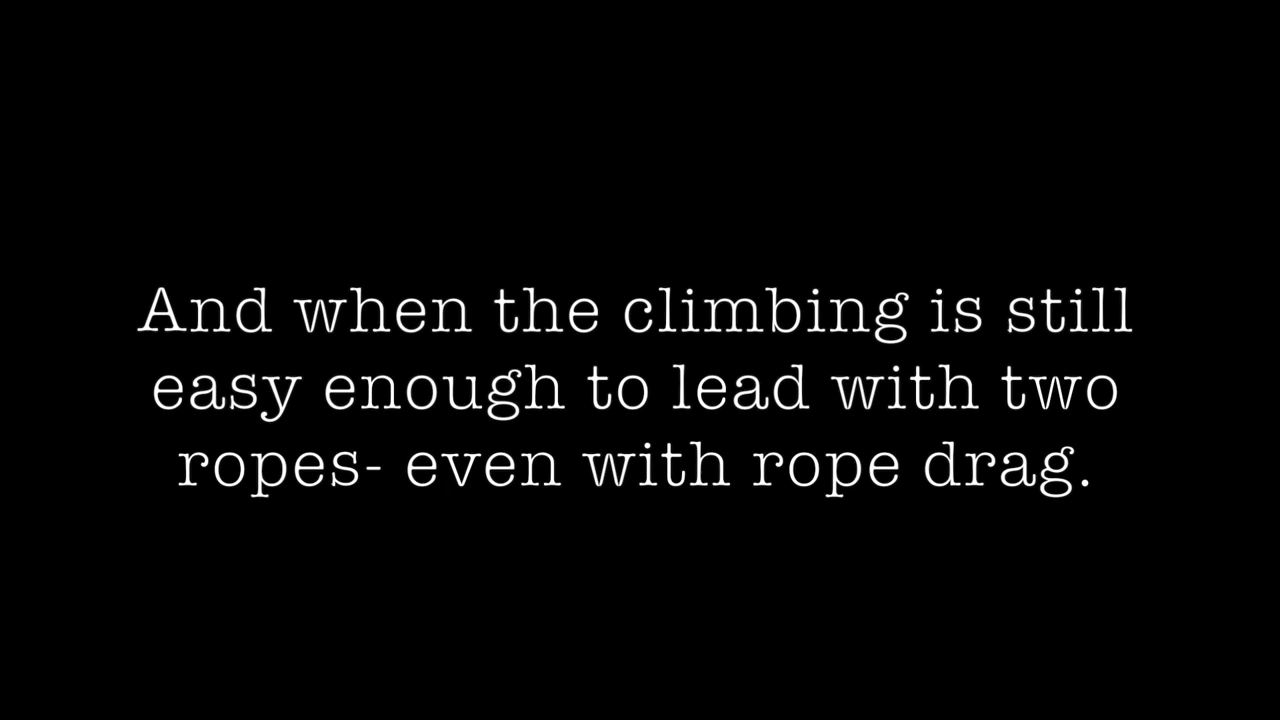 And when the climbing is still
easy enough to lead with two
ropes- even with rope drag.